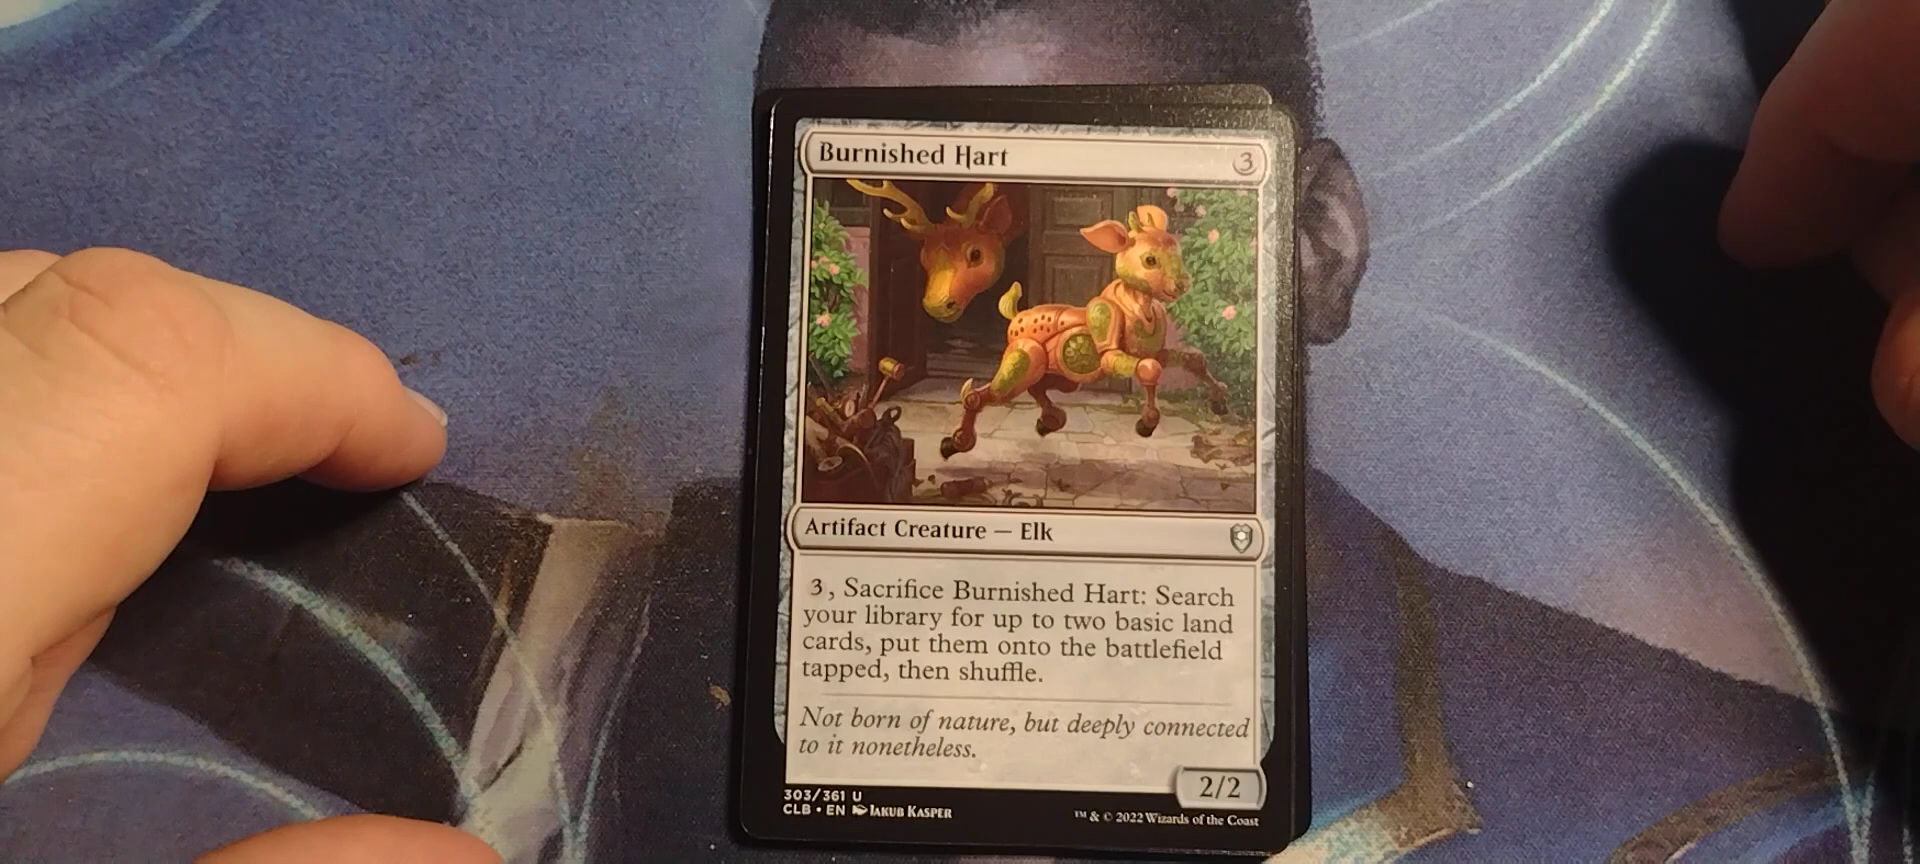 Burnished Hart 3
Artifact Creature — Elk
3, Sacrifice Burnished Hart: Search
your library for up to two basic land
cards, put them onto the battlefield
tapped, then shuffle.
Not born of nature, but deeply connected
to it nonetheless.
2/2
303/361 U
CLB • EN JAKUB KASPER
™ & © 2022 Wizards of the Coast